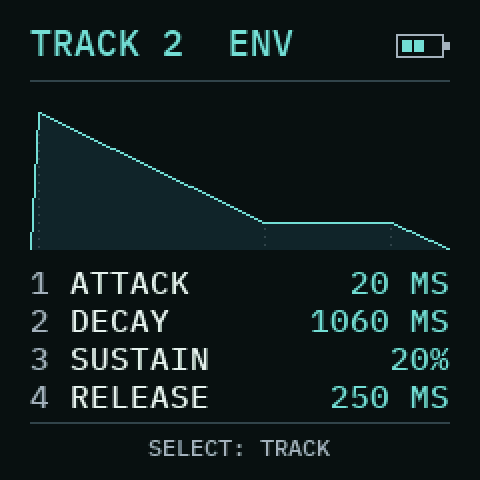 TRACK 2 ENV
1 ATTACK 20 MS
2 DECAY 1060 MS
3 SUSTAIN 20%
4 RELEASE 250 MS
SELECT: TRACK